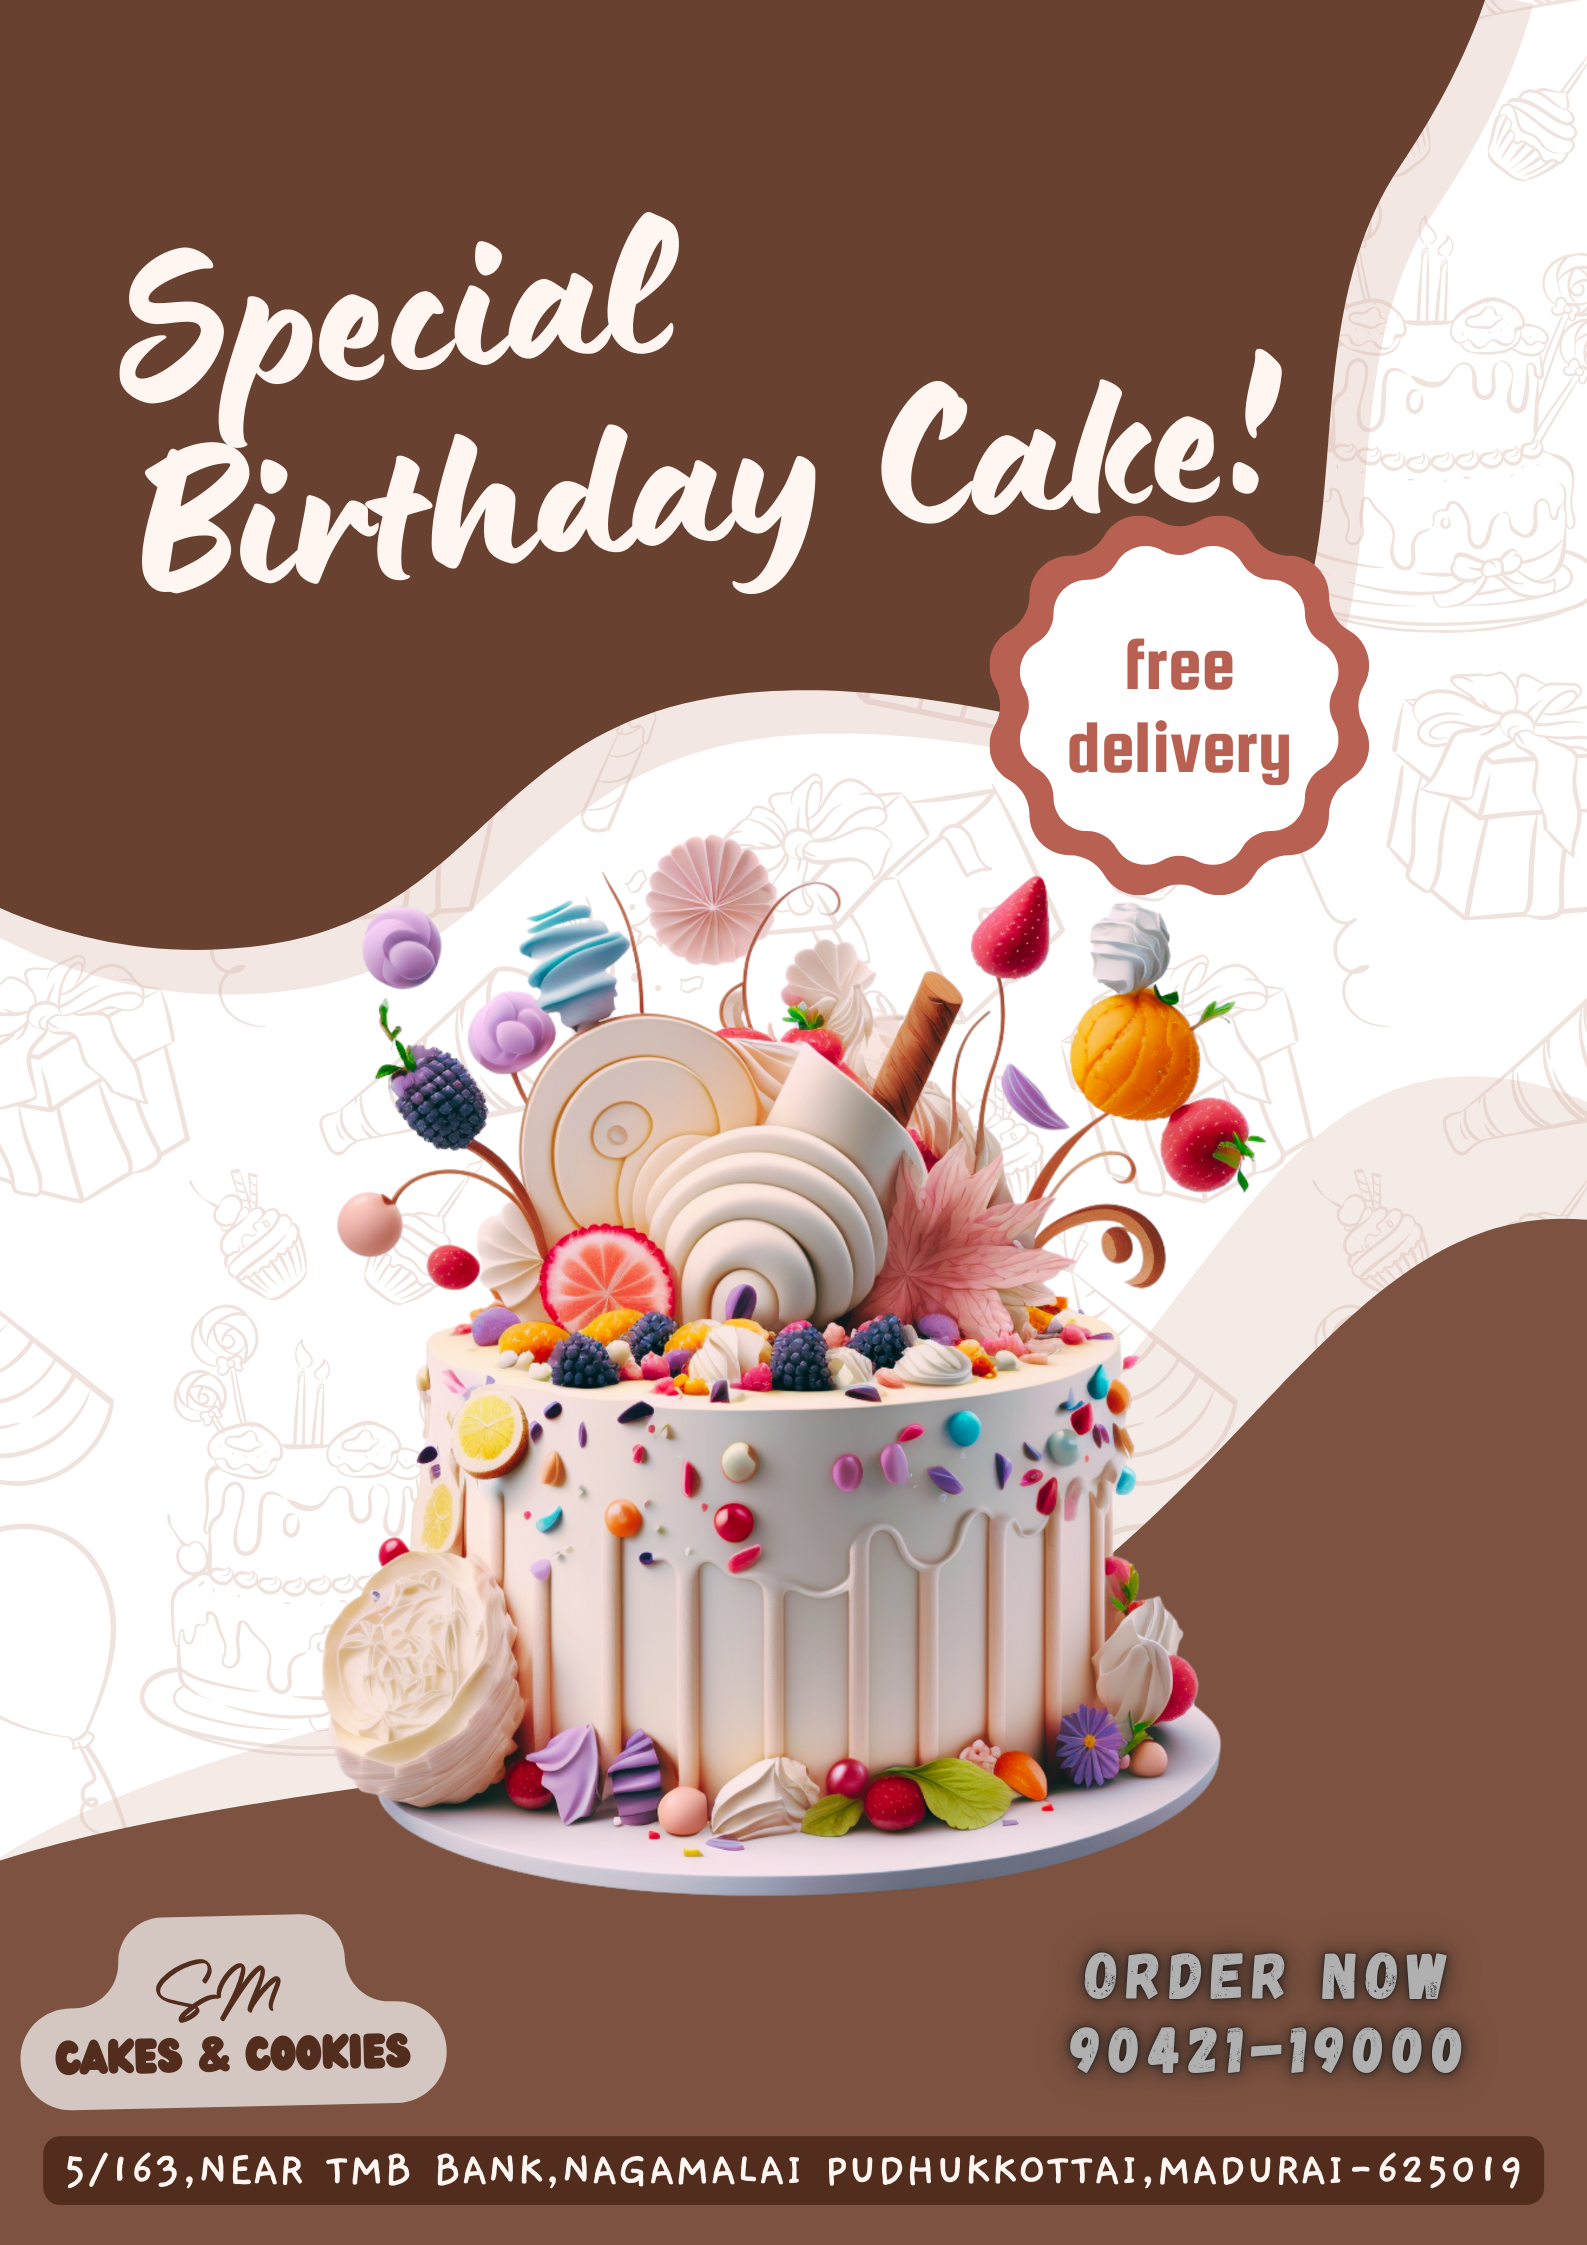 Special
Birthday Cake!
free
delivery
SM
CAKES & COOKIES
ORDER NOW
90421-19000
5/163,NEAR TMB BANK,NAGAMALAI PUDHUKKOTTAI,MADURAI-625019